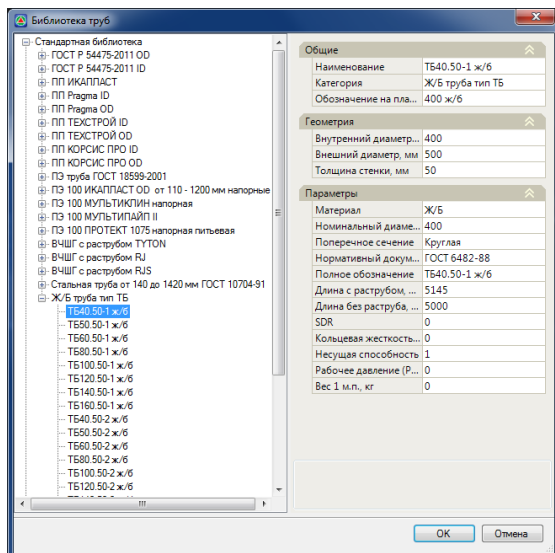 Библиотека труб
Стандартная библиотека
ГОСТ Р 54475-2011 OD
ГОСТ Р 54475-2011 ID
ПП ИКАПЛАСТ
ПП Pragma ID
ПП Pragma OD
ПП ТЕХСТРОЙ ID
ПП ТЕХСТРОЙ OD
ПП КОРСИС ПРО ID
ПП КОРСИС ПРО OD
ПЭ труба ГОСТ 18599-2001
ПЭ 100 ИКАПЛАСТ OD от 110 - 1200 мм напорные
ПЭ 100 МУЛЬТИКЛИН напорная
ПЭ 100 МУЛЬТИПАЙП II
ПЭ 100 ПРОТЕКТ 1075 напорная питьевая
ВЧШГ с раструбом TYTON
ВЧШГ с раструбом RJ
ВЧШГ с раструбом RJS
Стальная труба от 140 до 1420 мм ГОСТ 10704-91
Ж/Б труба тип ТБ
ТБ40.50-1 ж/б
ТБ50.50-1 ж/б
ТБ60.50-1 ж/б
ТБ80.50-1 ж/б
ТБ100.50-1 ж/б
ТБ120.50-1 ж/б
ТБ140.50-1 ж/б
ТБ160.50-1 ж/б
ТБ40.50-2 ж/б
ТБ50.50-2 ж/б
ТБ60.50-2 ж/б
ТБ80.50-2 ж/б
ТБ100.50-2 ж/б
ТБ120.50-2 ж/б
Общие
Наименование ТБ40.50-1 ж/б
Категория Ж/Б труба тип ТБ
Обозначение на пла... 400 ж/б
Геометрия
Внутренний диаметр... 400
Внешний диаметр, мм 500
Толщина стенки, мм 50
Параметры
Материал Ж/Б
Номинальный диаме... 400
Поперечное сечение Круглая
Нормативный докум... ГОСТ 6482-88
Полное обозначение ТБ40.50-1 ж/б
Длина с раструбом, ... 5145
Длина без раструба, ... 5000
SDR 0
Кольцевая жесткость... 0
Несущая способность 1
Рабочее давление (P... 0
Вес 1 м.п., кг 0
OK Отмена